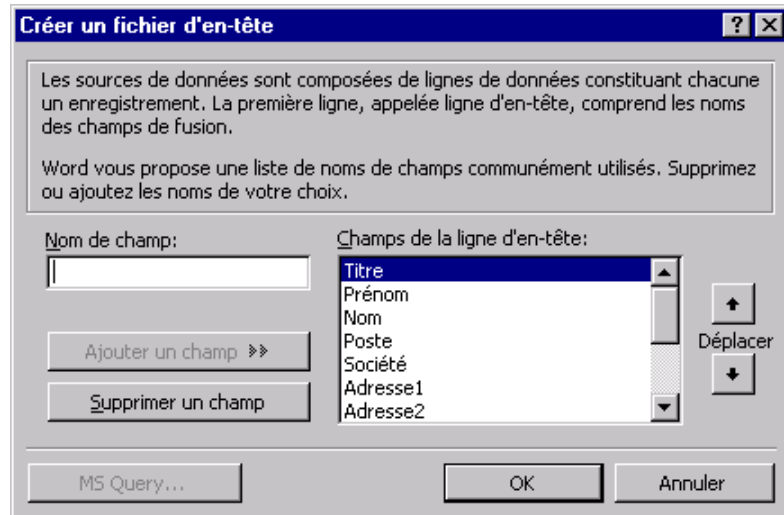 Créer un fichier d'en-tête
Les sources de données sont composées de lignes de données constituant chacune
un enregistrement. La première ligne, appelée ligne d'en-tête, comprend les noms
des champs de fusion.
Word vous propose une liste de noms de champs communément utilisés. Supprimez
ou ajoutez les noms de votre choix.
Nom de champ:
Champs de la ligne d'en-tête:
Titre
Prénom
Nom
Poste
Société
Adresse1
Adresse2
Ajouter un champ
Supprimer un champ
Déplacer
MS Query...
OK
Annuler